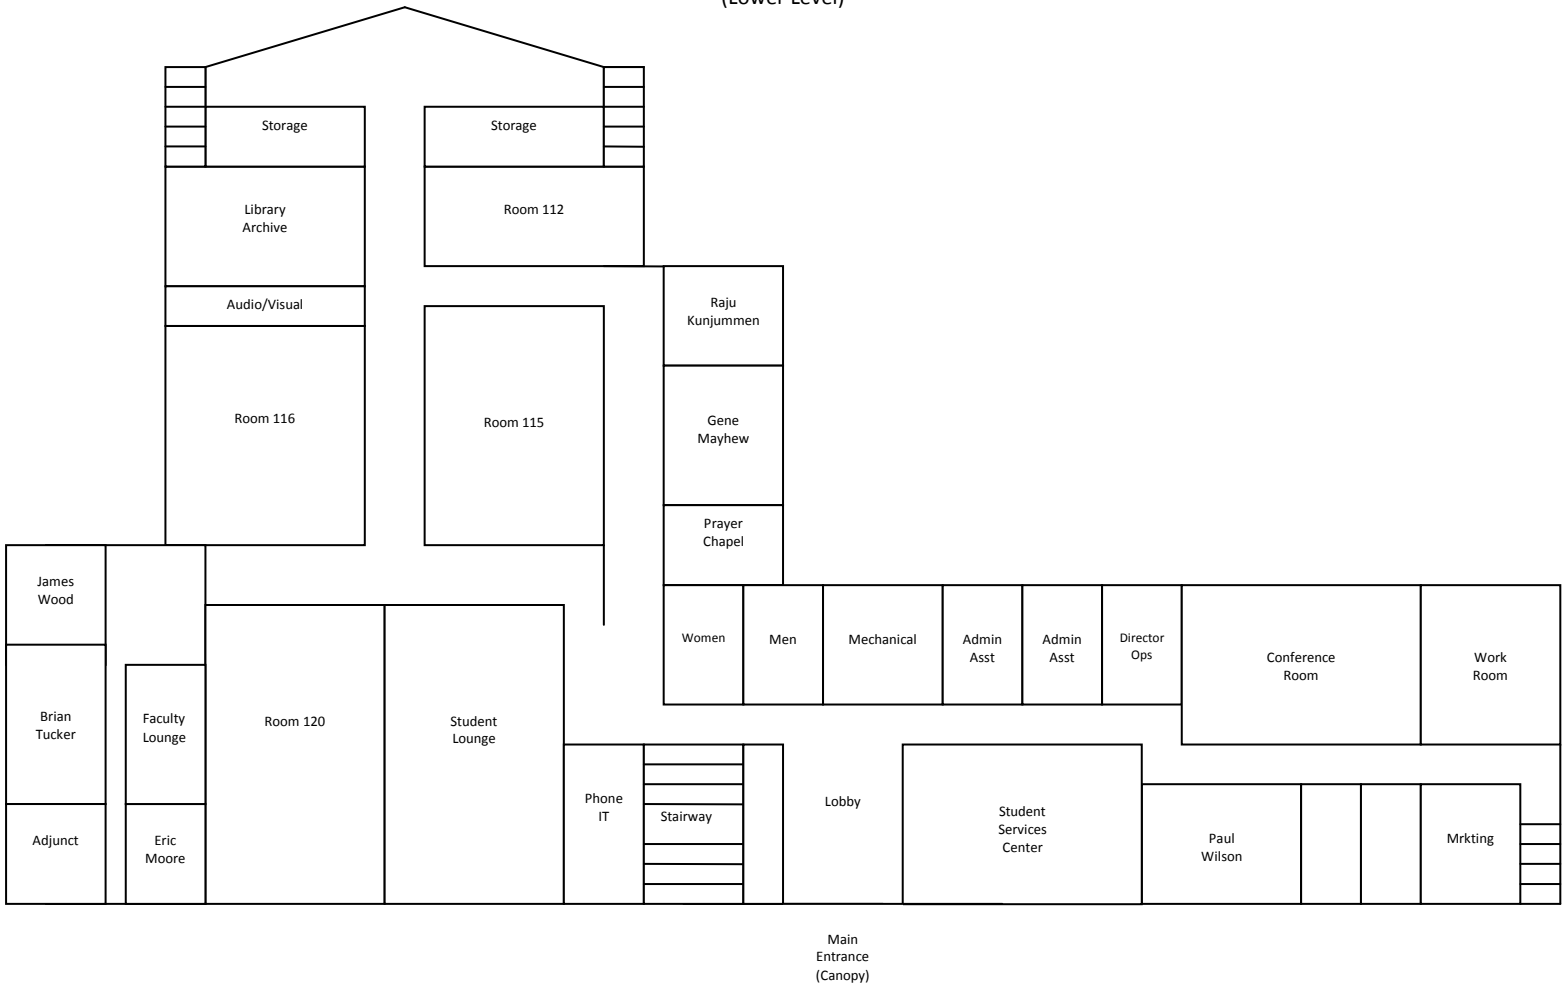 (Lower Level)
Storage
Storage
Library
Archive
Room 112
Audio/Visual
Raju
Kunjummen
Room 116
Room 115
Gene
Mayhew
Prayer
Chapel
James
Wood
Women
Men
Mechanical
Admin
Asst
Admin
Asst
Director
Ops
Conference
Room
Work
Room
Brian
Tucker
Faculty
Lounge
Room 120
Student
Lounge
Phone
IT
Stairway
Lobby
Student
Services
Center
Paul
Wilson
Mrkting
Adjunct
Eric
Moore
Main
Entrance
(Canopy)